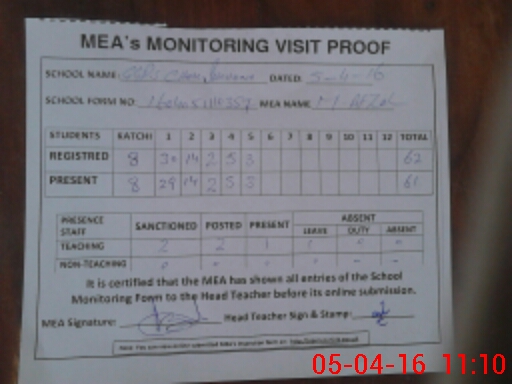 MEA's MONITORING VISIT PROOF
SCHOOL NAME: DATED: 5-4-16
SCHOOL FORM NO MEA NAME M AFZAL
STUDENTS KATCHI 1 2 3 4 5 6 7 8 9 10 11 12 TOTAL
REGISTRED 8 30 14 2 5 3 62
PRESENT 8 29 14 2 5 3 61
PRESENCE STAFF SANCTIONED POSTED PRESENT ABSENT
LEAVE DUTY ABSENT
TEACHING 2 2 1 1
NON-TEACHING
It is certified that the MEA has shown all entries of the School
Monitoring Form to the Head Teacher before its online submission.
MEA Signature: Head Teacher Sign & Stamp:
05-04-16 11:10